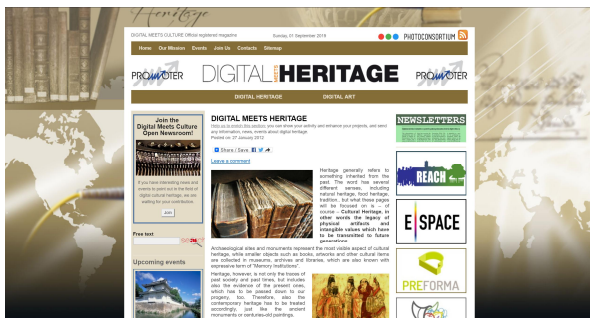 Heritage
DIGITAL MEETS CULTURE Official registered magazine
Sunday, 01 September 2019
PHOTOCONSORTIUM
Home
Our Mission
Events
Join Us
Contacts
Sitemap
PROMOTER
DIGITAL MEETS HERITAGE
PROMOTER
DIGITAL HERITAGE
DIGITAL ART
Join the
Digital Meets Culture
Open Newsroom!
If you have interesting news and
events to point out in the field of
digital cultural heritage, we are
waiting for your contribution.
Join
Free text
Upcoming events
DIGITAL MEETS HERITAGE
Help us to enrich this section: you can show your activity and enhance your projects, and send
any information, news, events about digital heritage.
Posted on: 27 January 2012
Share / Save
Leave a comment
Heritage generally refers to
something inherited from the
past. The word has several
different senses, including
natural heritage, food heritage,
tradition.. but what these pages
will be focused on is – of
course – Cultural Heritage, in
other words the legacy of
physical artifacts and
intangible values which have
to be transmitted to future
generations.
Archaeological sites and monuments represent the most visible aspect of cultural
heritage, while smaller objects such as books, artworks and other cultural items
are collected in museums, archives and libraries, which are also known with
expressive term of "Memory Institutions".
Heritage, however, is not only the traces of
past society and past times, but includes
also the evidence of the present ones,
which has to be passed down to our
progeny, too. Therefore, also the
contemporary heritage has to be treated
accordingly, just like the ancient
monuments or centuries-old paintings.
NEWSLETTERS
REACH
E SPACE
PREFORMA